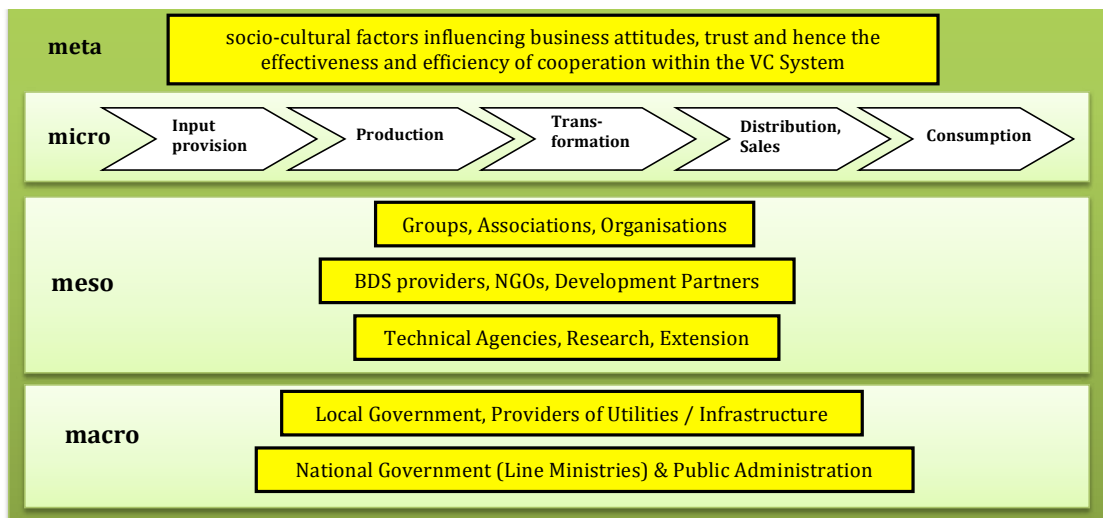 meta
socio-cultural factors influencing business attitudes, trust and hence the
effectiveness and efficiency of cooperation within the VC System
micro
Input
provision
Production
Trans-
formation
Distribution,
Sales
Consumption
meso
Groups, Associations, Organisations
BDS providers, NGOs, Development Partners
Technical Agencies, Research, Extension
macro
Local Government, Providers of Utilities / Infrastructure
National Government (Line Ministries) & Public Administration